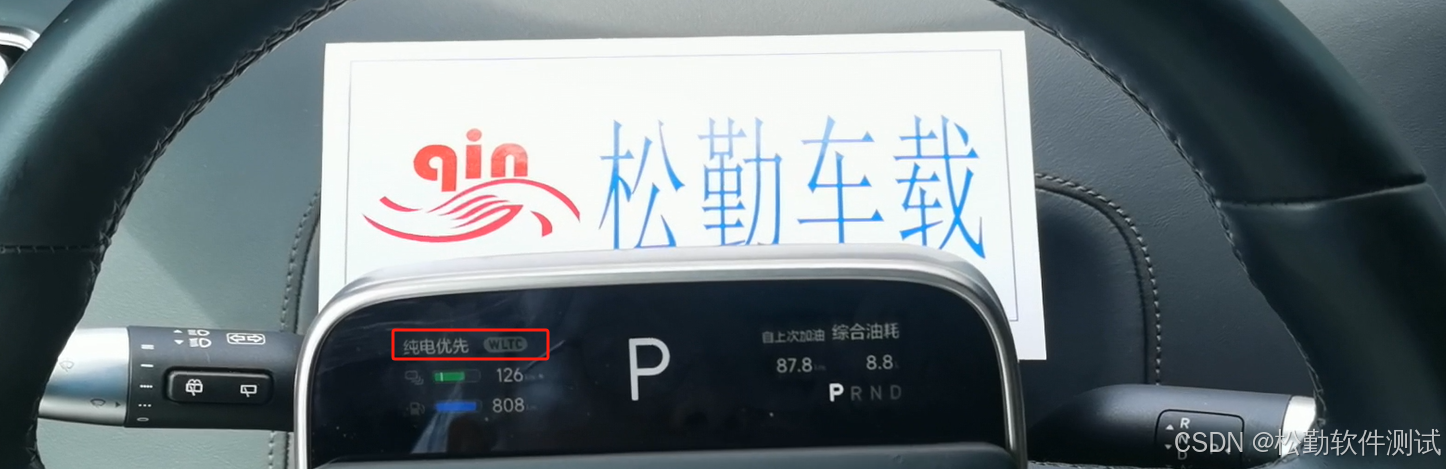 qin
松勤车载
纯电优先 WLTC
126
808
P
自上次加油 综合油耗
87.8 km 8.8 L
P R N D
R
D
CSDN @松勤软件测试